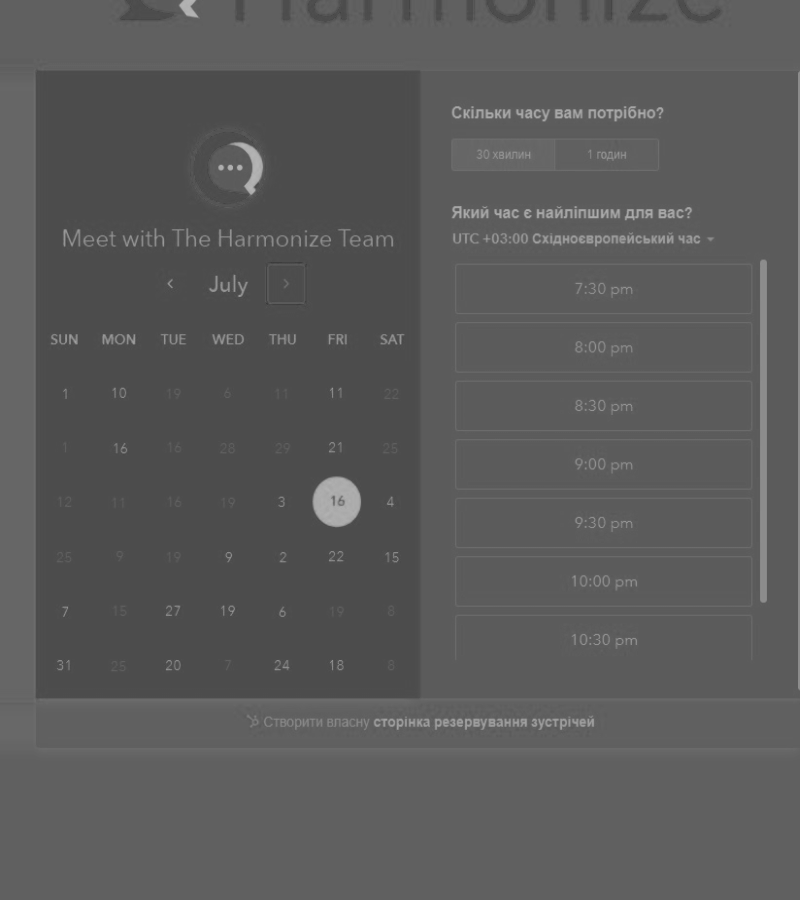 Harmonize
Meet with The Harmonize Team
July
SUN MON TUE WED THU FRI SAT
1 10 19 6 11 11 22
1 16 16 28 29 21 25
12 11 16 19 3 16 4
25 9 19 9 2 22 15
7 15 27 19 6 19 8
31 25 20 7 24 18 8
Скільки часу вам потрібно?
30 хвилин 1 годин
Який час є найліпшим для вас?
UTC +03:00 Східноєвропейський час
7:30 pm
8:00 pm
8:30 pm
9:00 pm
9:30 pm
10:00 pm
10:30 pm
Створити власну сторінка резервування зустрічей